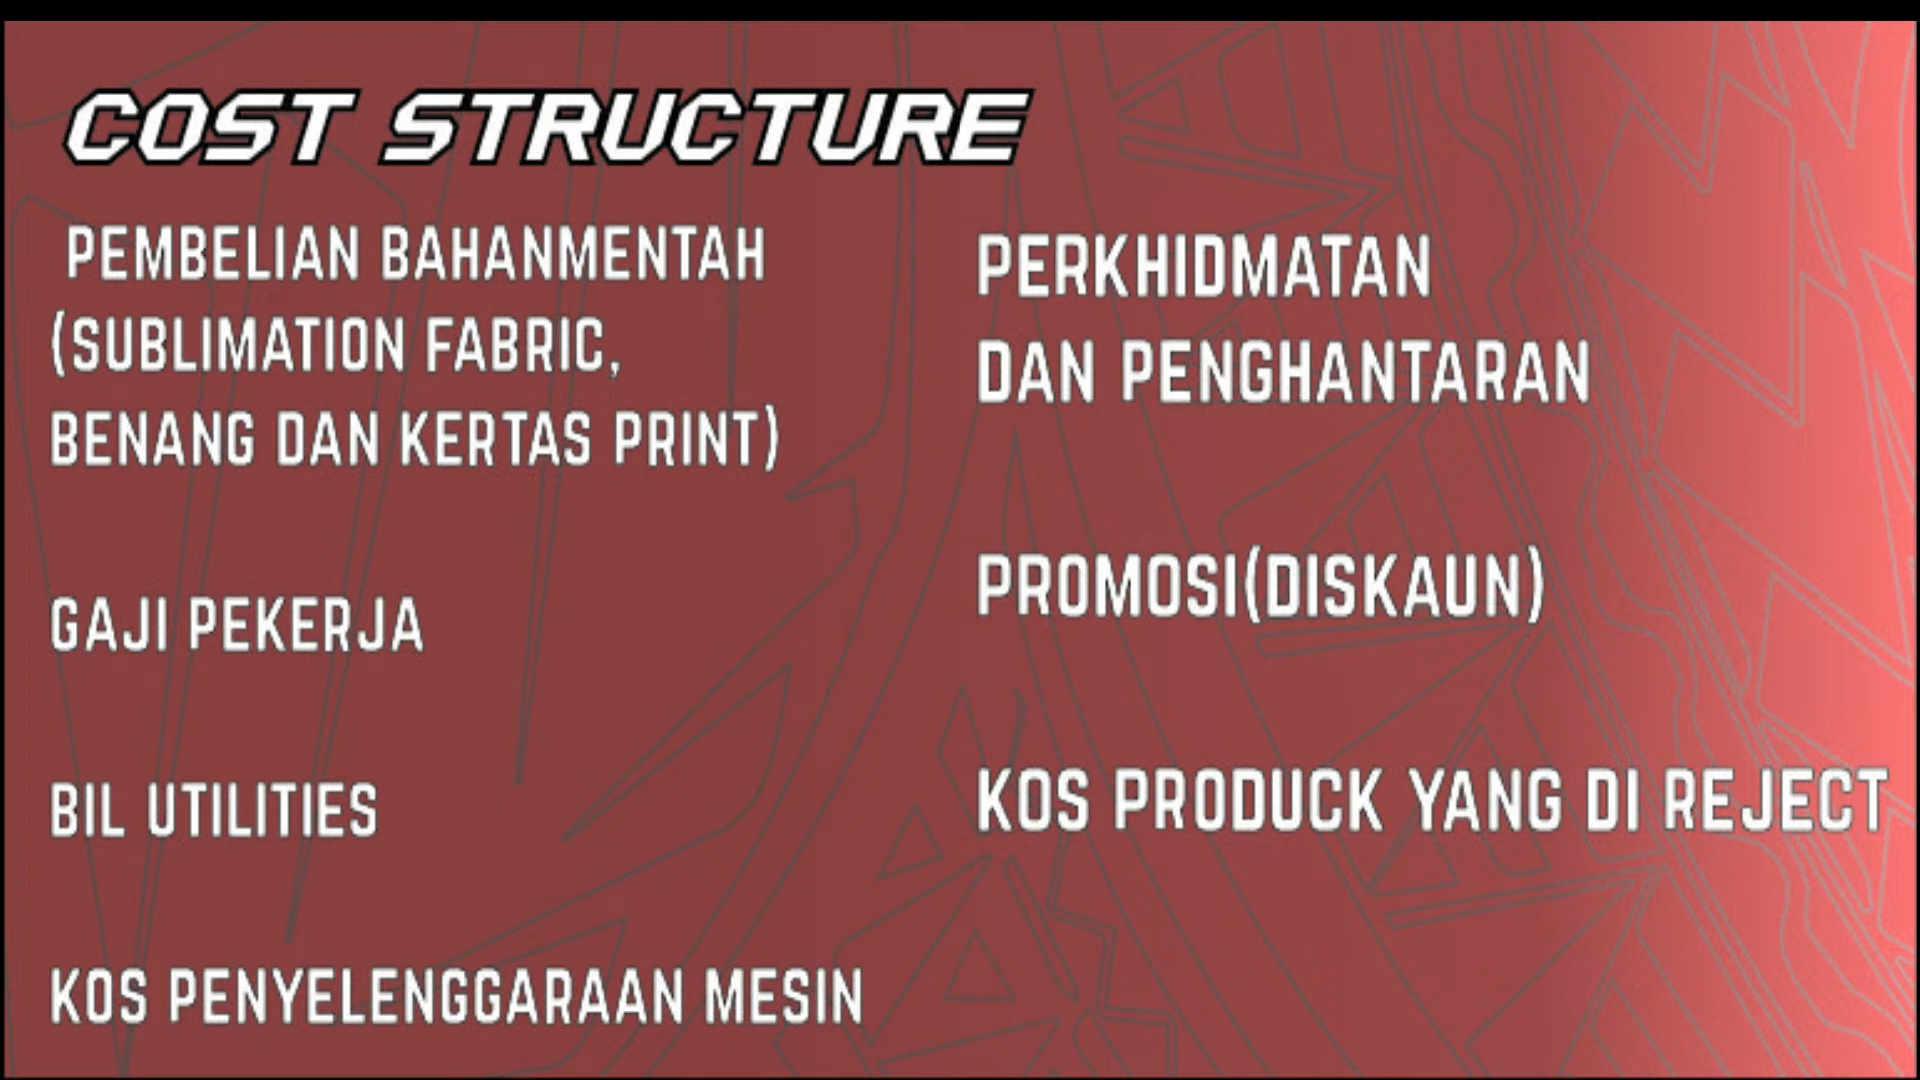 COST STRUCTURE
PEMBELIAN BAHANMENTAH
(SUBLIMATION FABRIC,
BENANG DAN KERTAS PRINT)
GAJI PEKERJA
BIL UTILITIES
KOS PENYELENGGARAAN MESIN
PERKHIDMATAN
DAN PENGHANTARAN
PROMOSI(DISKAUN)
KOS PRODUCK YANG DI REJECT